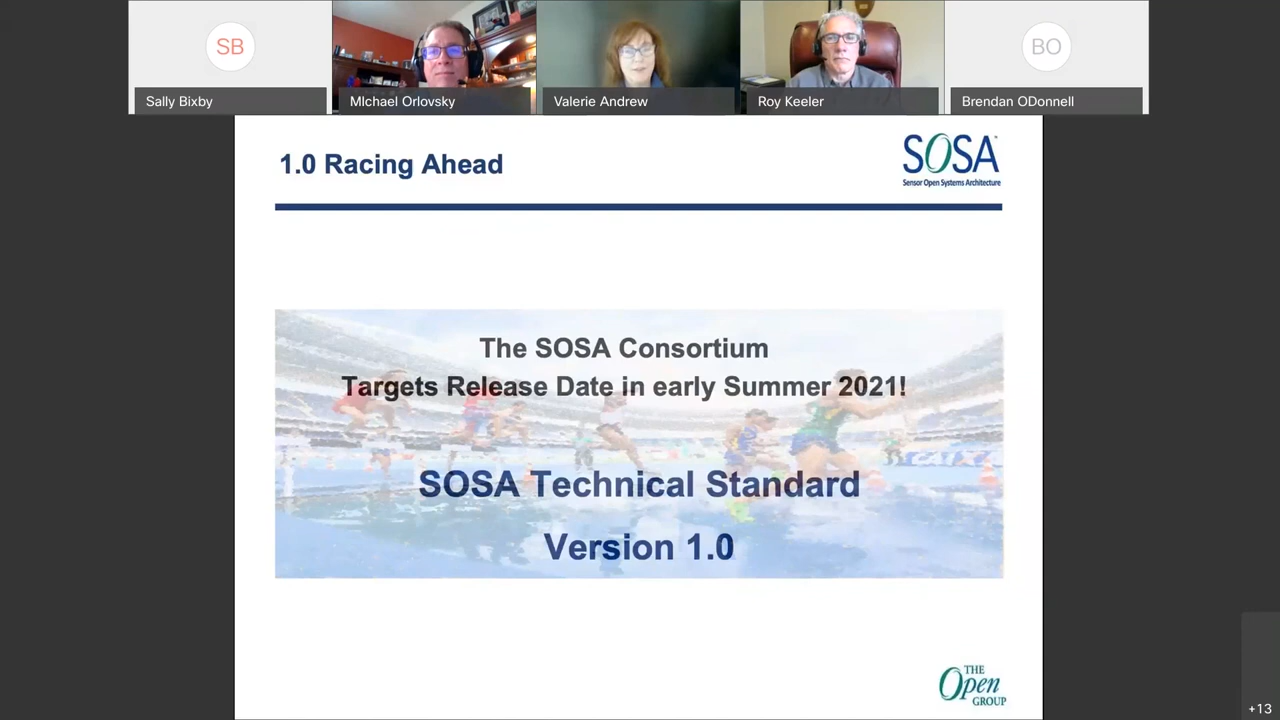 SB
BO
Sally Bixby
MIchael Orlovsky
Valerie Andrew
Roy Keeler
Brendan ODonnell
1.0 Racing Ahead
SOSA™
Sensor Open Systems Architecture
The SOSA Consortium
Targets Release Date in early Summer 2021!
SOSA Technical Standard
Version 1.0
THE
Open
GROUP
+13